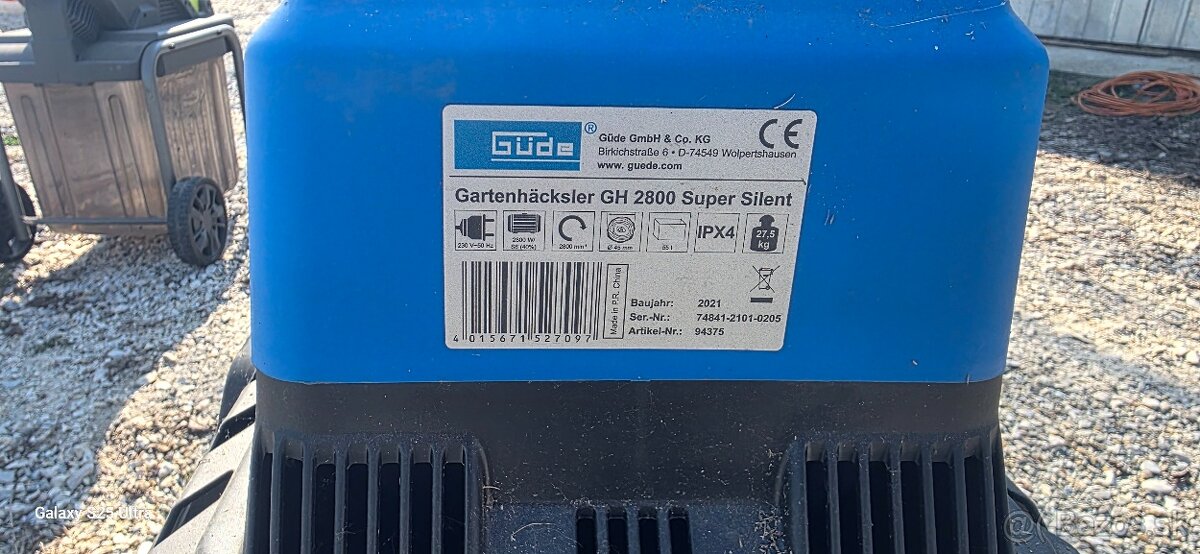 Güde ®
Güde GmbH & Co. KG
Birkichstraße 6 • D-74549 Wolpertshausen
www. guede.com
CE
Gartenhäcksler GH 2800 Super Silent
230 V~50 Hz
2800 W/
S6 (40%)
2800 min⁻¹
Ø 45 mm
55 l
IPX4
27,5
kg
Made in P.R. China
Baujahr: 2021
Ser.-Nr.: 74841-2101-0205
Artikel-Nr.: 94375
4 015671 527097
Galaxy S25 Ultra